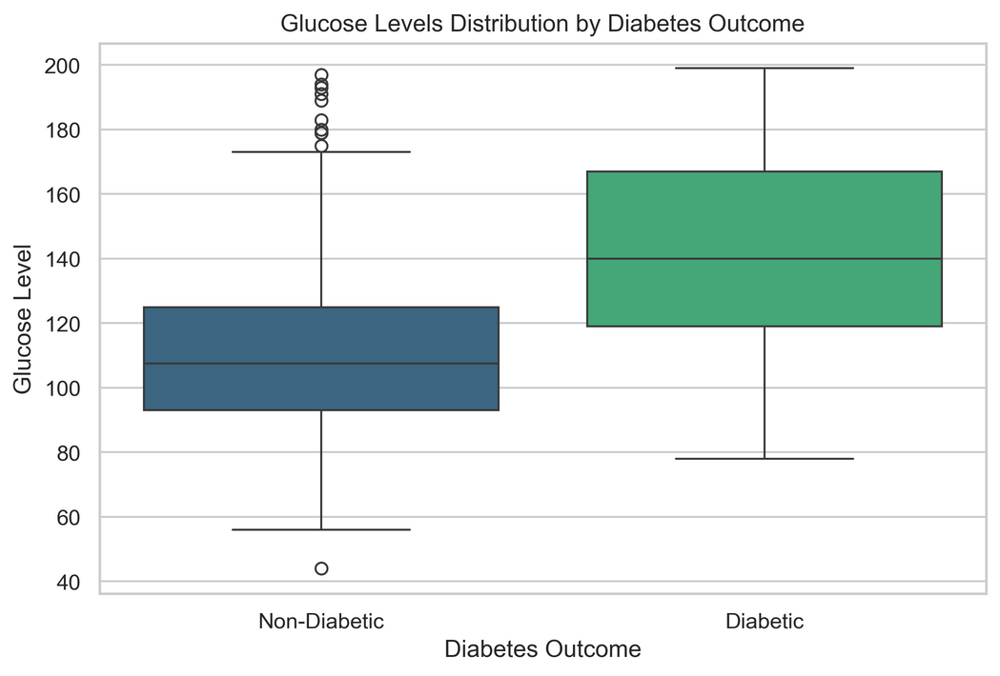 Glucose Levels Distribution by Diabetes Outcome
200
180
160
140
120
100
80
60
40
Glucose Level
Non-Diabetic
Diabetic
Diabetes Outcome